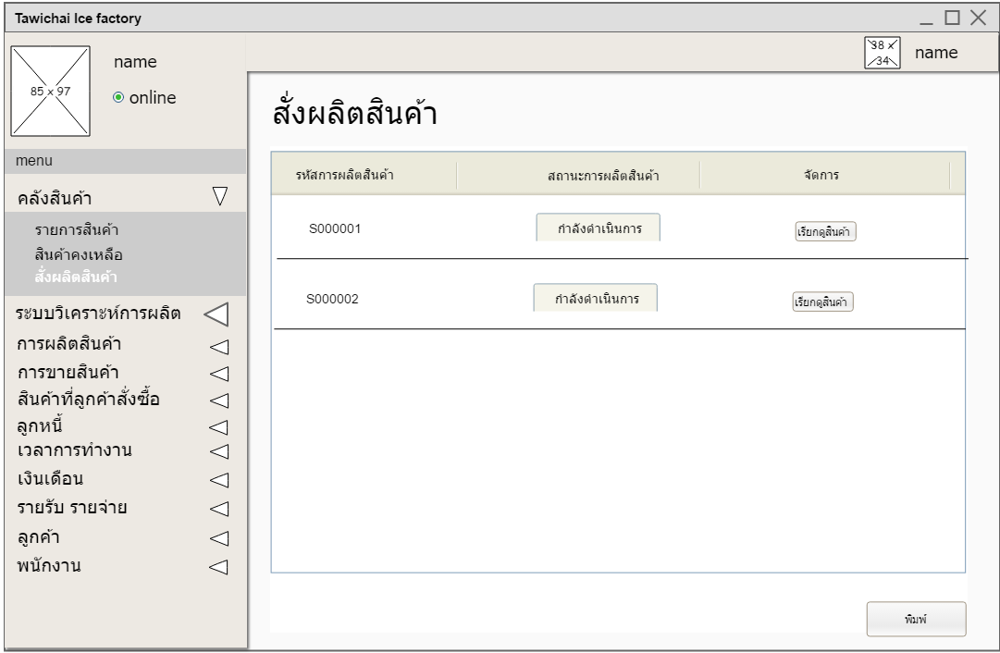 Tawichai Ice factory
85 x 97
name
online
38 x
34
name
menu
คลังสินค้า
รายการสินค้า
สินค้าคงเหลือ
สั่งผลิตสินค้า
ระบบวิเคราะห์การผลิต
การผลิตสินค้า
การขายสินค้า
สินค้าที่ลูกค้าสั่งซื้อ
ลูกหนี้
เวลาการทำงาน
เงินเดือน
รายรับ รายจ่าย
ลูกค้า
พนักงาน
สั่งผลิตสินค้า
รหัสการผลิตสินค้า สถานะการผลิตสินค้า จัดการ
S000001 กำลังดำเนินการ เรียกดูสินค้า
S000002 กำลังดำเนินการ เรียกดูสินค้า
พิมพ์